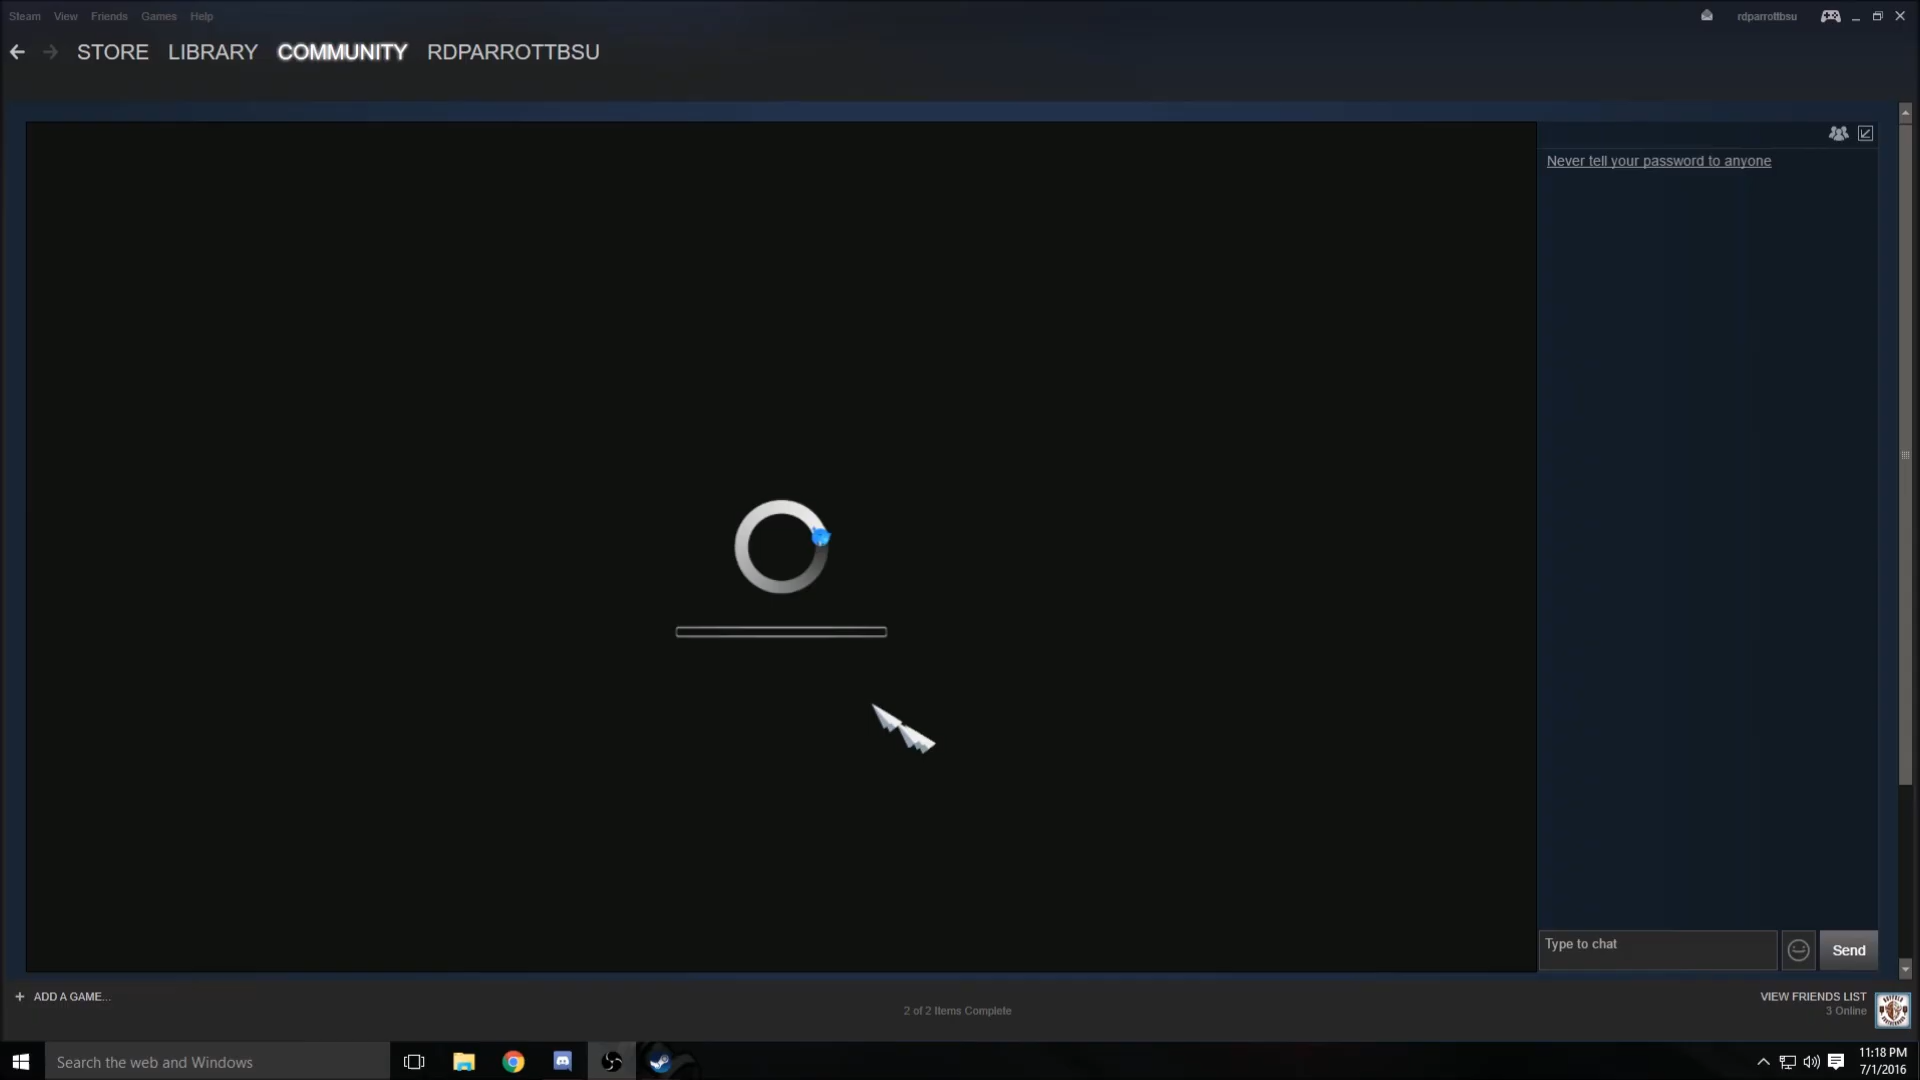 Steam View Friends Games Help
rdparrottbsu
STORE LIBRARY COMMUNITY RDPARROTTBSU
Never tell your password to anyone
Type to chat
Send
+ ADD A GAME...
2 of 2 Items Complete
VIEW FRIENDS LIST
3 Online
Search the web and Windows
11:18 PM
7/1/2016